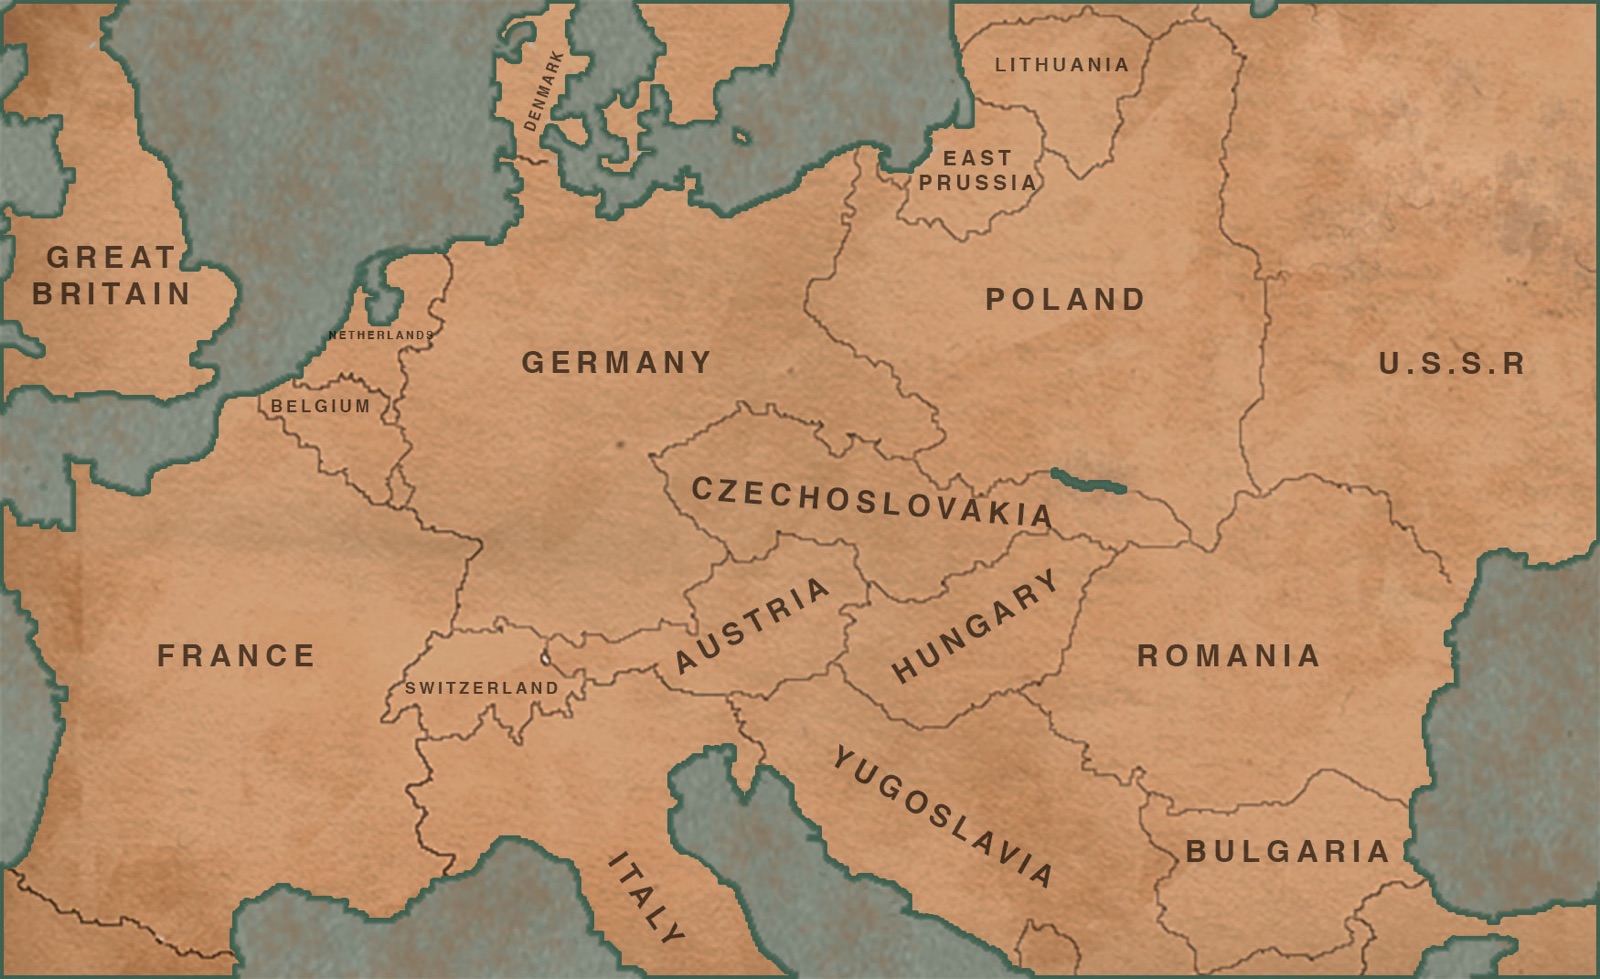 DENMARK
LITHUANIA
EAST
PRUSSIA
GREAT
BRITAIN
POLAND
NETHERLANDS
GERMANY
U.S.S.R
BELGIUM
CZECHOSLOVAKIA
AUSTRIA
HUNGARY
FRANCE
ROMANIA
SWITZERLAND
YUGOSLAVIA
BULGARIA
ITALY